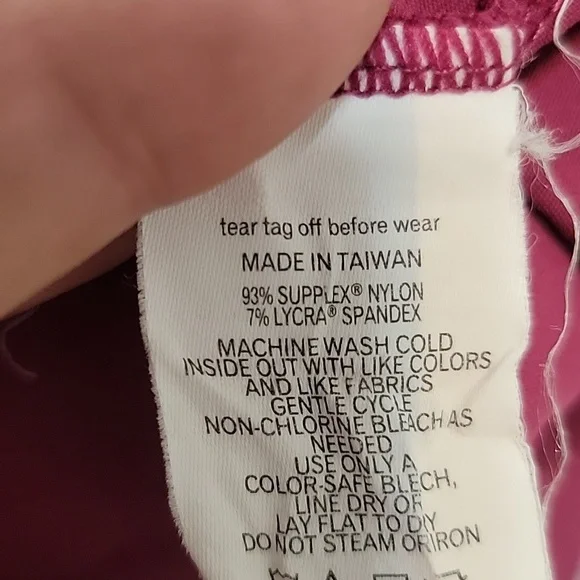 tear tag off before wear
MADE IN TAIWAN
93% SUPPLEX® NYLON
7% LYCRA® SPANDEX
MACHINE WASH COLD
INSIDE OUT WITH LIKE COLORS
AND LIKE FABRICS
GENTLE CYCLE
NON-CHLORINE BLEACH AS
NEEDED
USE ONLY A
COLOR-SAFE BLECH,
LINE DRY OR
LAY FLAT TO DY
DO NOT STEAM OR IRON